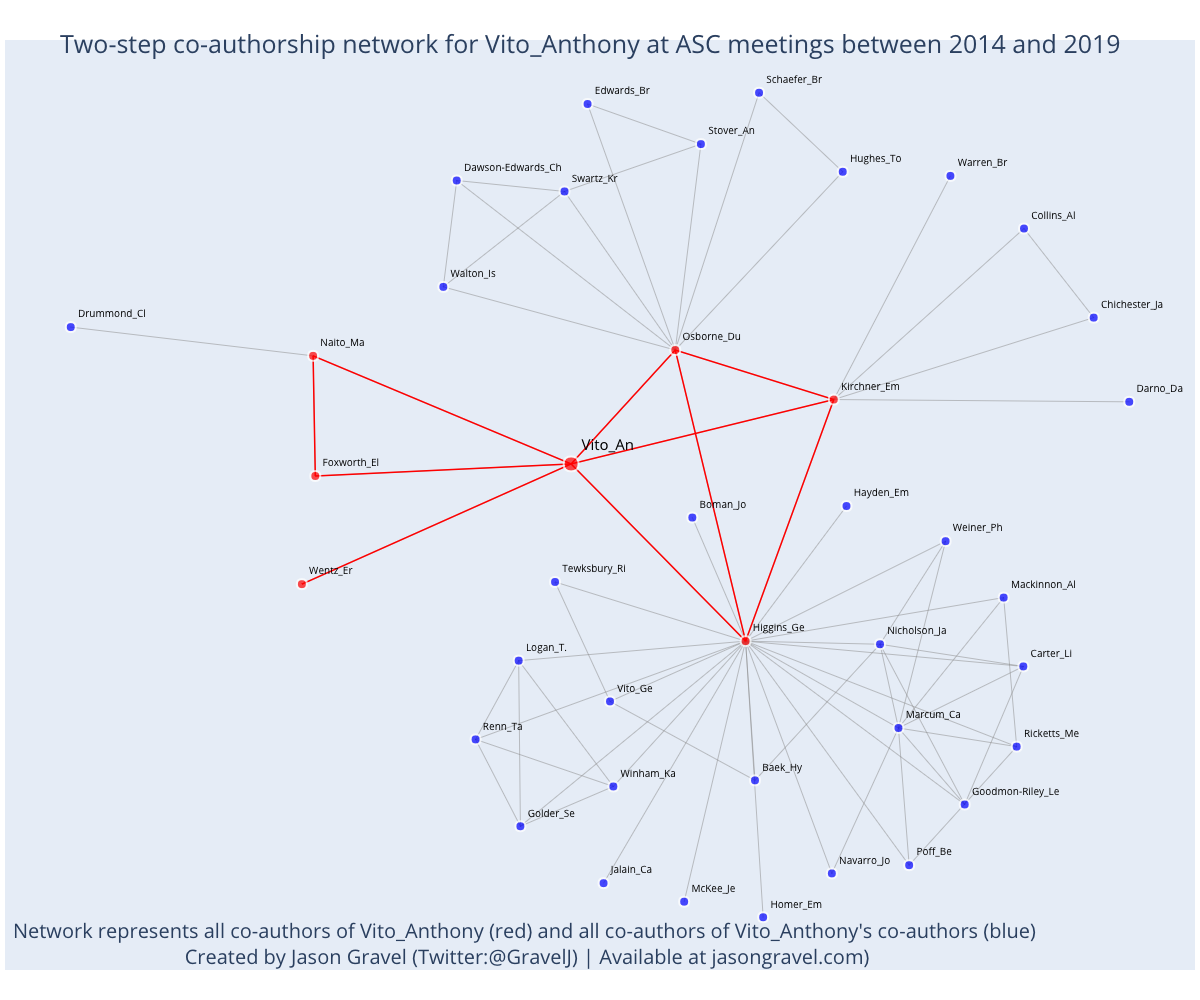 Two-step co-authorship network for Vito_Anthony at ASC meetings between 2014 and 2019
Schaefer_Br
Edwards_Br
Stover_An
Hughes_To
Warren_Br
Dawson-Edwards_Ch
Swartz_Kr
Collins_Al
Walton_Is
Chichester_Ja
Drummond_Cl
Osborne_Du
Naito_Ma
Kirchner_Em
Darno_Da
Vito_An
Foxworth_El
Hayden_Em
Boman_Jo
Weiner_Ph
Wentz_Er
Tewksbury_Ri
Mackinnon_Al
Higgins_Ge
Nicholson_Ja
Logan_T.
Carter_Li
Vito_Ge
Marcum_Ca
Renn_Ta
Ricketts_Me
Winham_Ka
Baek_Hy
Goodmon-Riley_Le
Golder_Se
Poff_Be
Navarro_Jo
Jalain_Ca
McKee_Je
Homer_Em
Network represents all co-authors of Vito_Anthony (red) and all co-authors of Vito_Anthony's co-authors (blue)
Created by Jason Gravel (Twitter:@GravelJ) | Available at jasongravel.com)